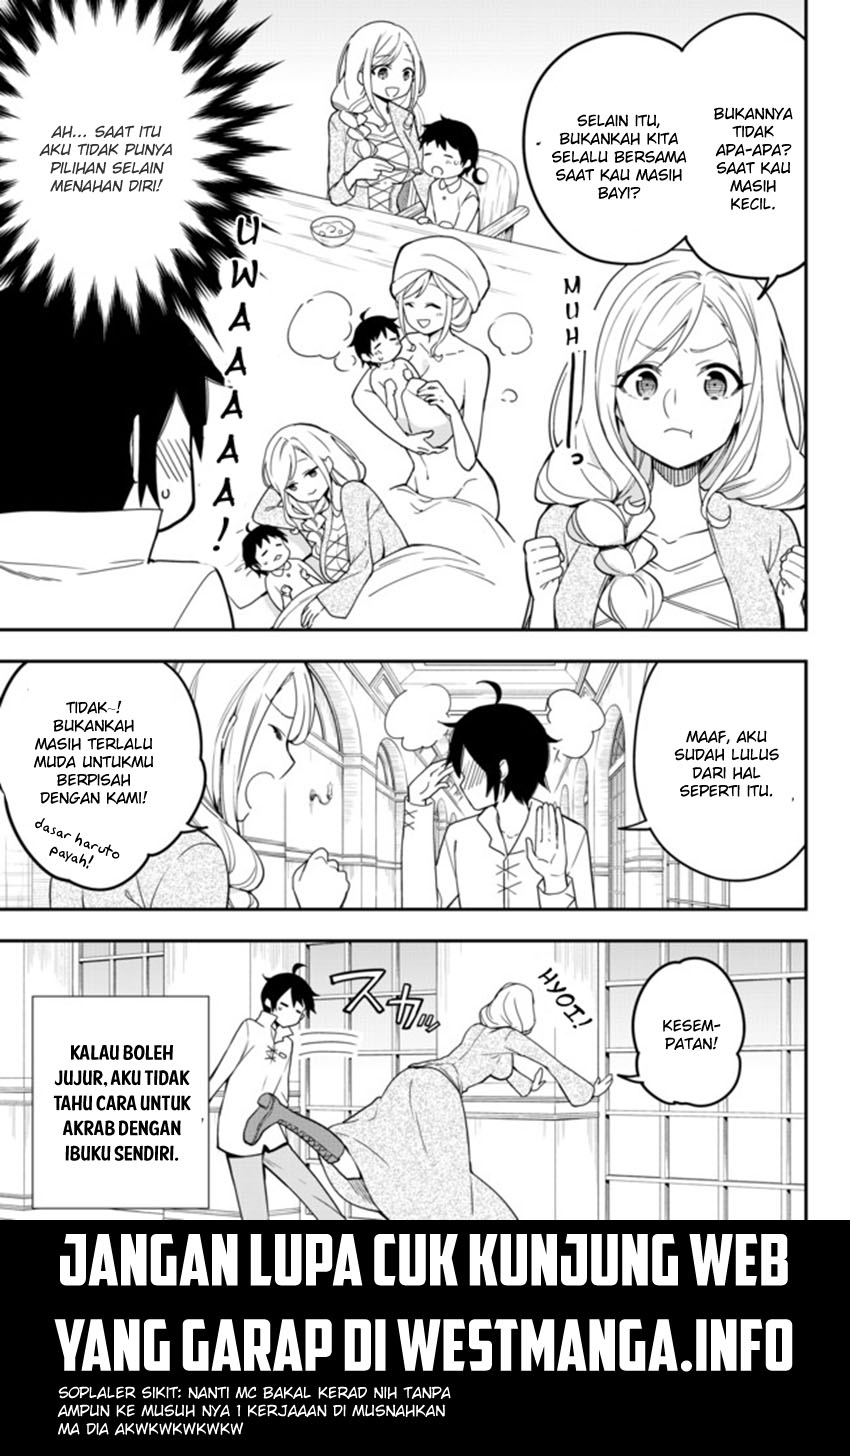 BUKANNYA
TIDAK
APA-APA?
SAAT KAU
MASIH
KECIL.
SELAIN ITU,
BUKANKAH KITA
SELALU BERSAMA
SAAT KAU MASIH
BAYI?
AH... SAAT ITU
AKU TIDAK PUNYA
PILIHAN SELAIN
MENAHAN DIRI!
UWAAAAA!
MUH
MAAF, AKU
SUDAH LULUS
DARI HAL
SEPERTI ITU.
TIDAK~!
BUKANKAH
MASIH TERLALU
MUDA UNTUKMU
BERPISAH
DENGAN KAMI!
dasar haruto
payah!
KESEM-
PATAN!
HYOI!
スカッ
KALAU BOLEH
JUJUR, AKU TIDAK
TAHU CARA UNTUK
AKRAB DENGAN
IBUKU SENDIRI.
JANGAN LUPA CUK KUNJUNG WEB
YANG GARAP DI WESTMANGA.INFO
SOPLALER SIKIT: NANTI MC BAKAL KERAD NIH TANPA
AMPUN KE MUSUH NYA 1 KERJAAAN DI MUSNAHKAN
MA DIA AKWKWKWKWKW